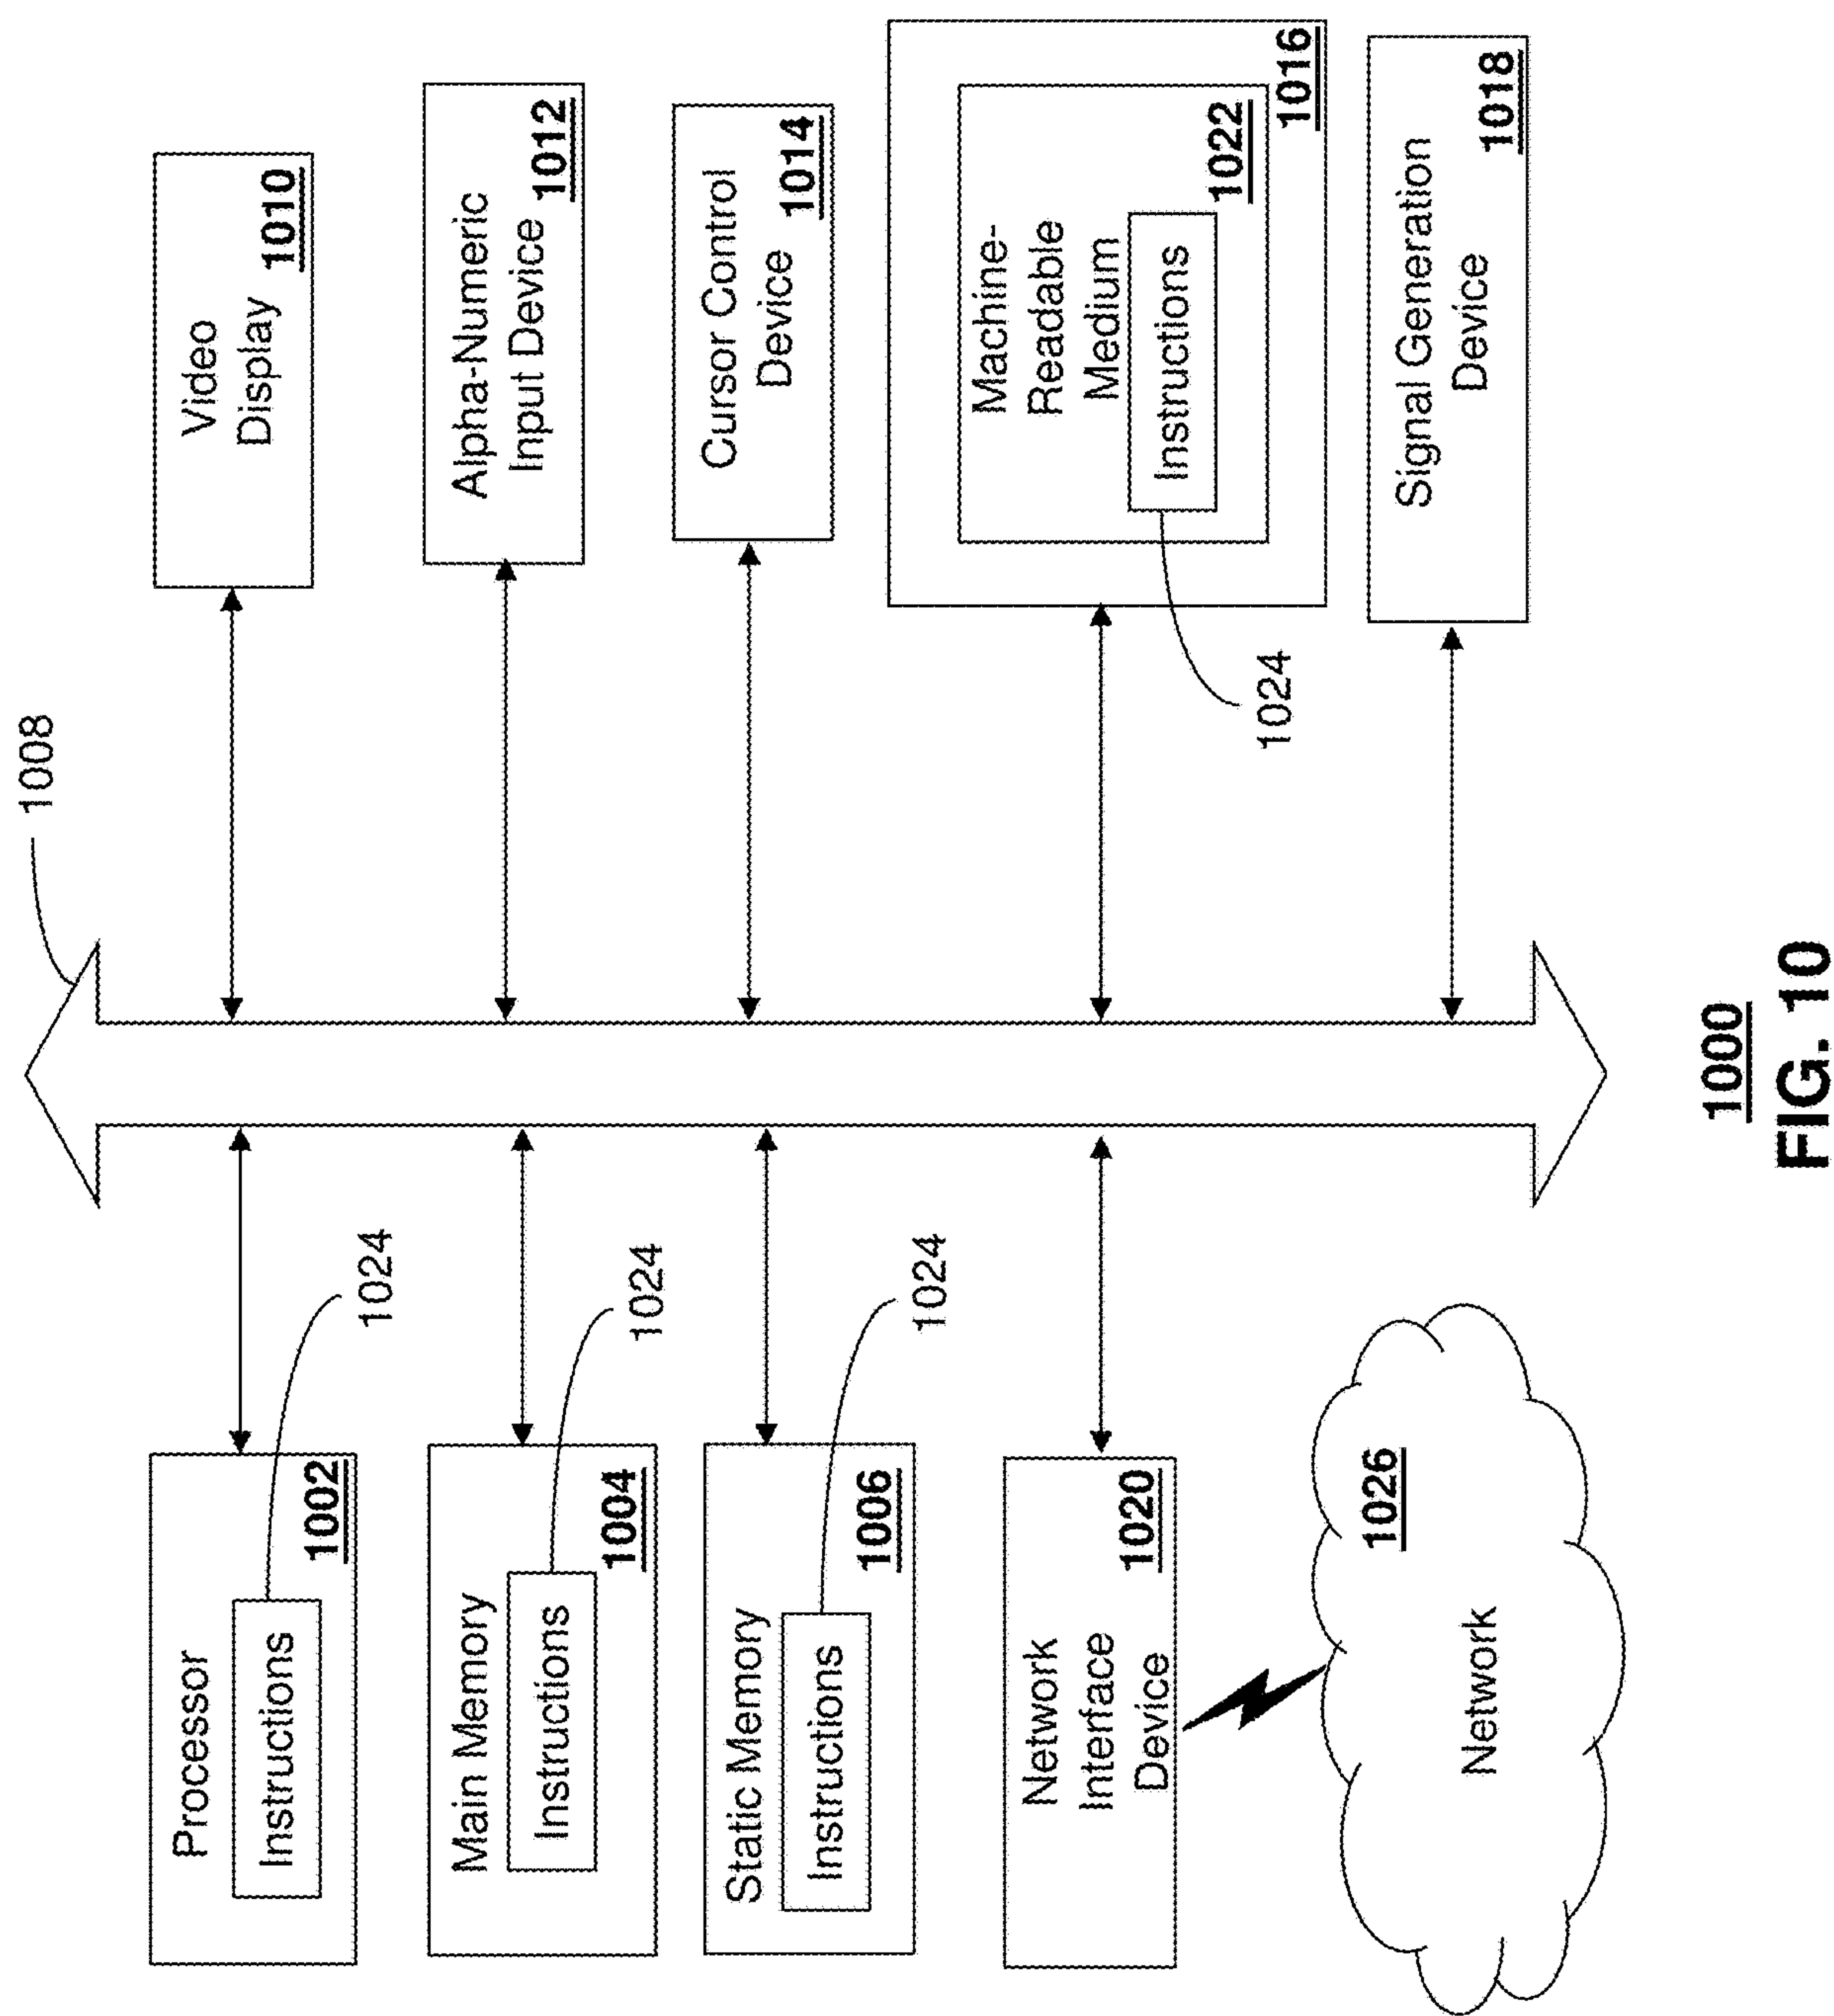 1008
Processor
Instructions
1002
1024
Main Memory
Instructions
1004
1024
Static Memory
Instructions
1006
1024
Network
Interface
Device
1020
1026
Network
Video
Display
1010
Alpha-Numeric
Input Device
1012
Cursor Control
Device
1014
Machine-
Readable
Medium
Instructions
1022
1016
1024
Signal Generation
Device
1018
1000
FIG. 10